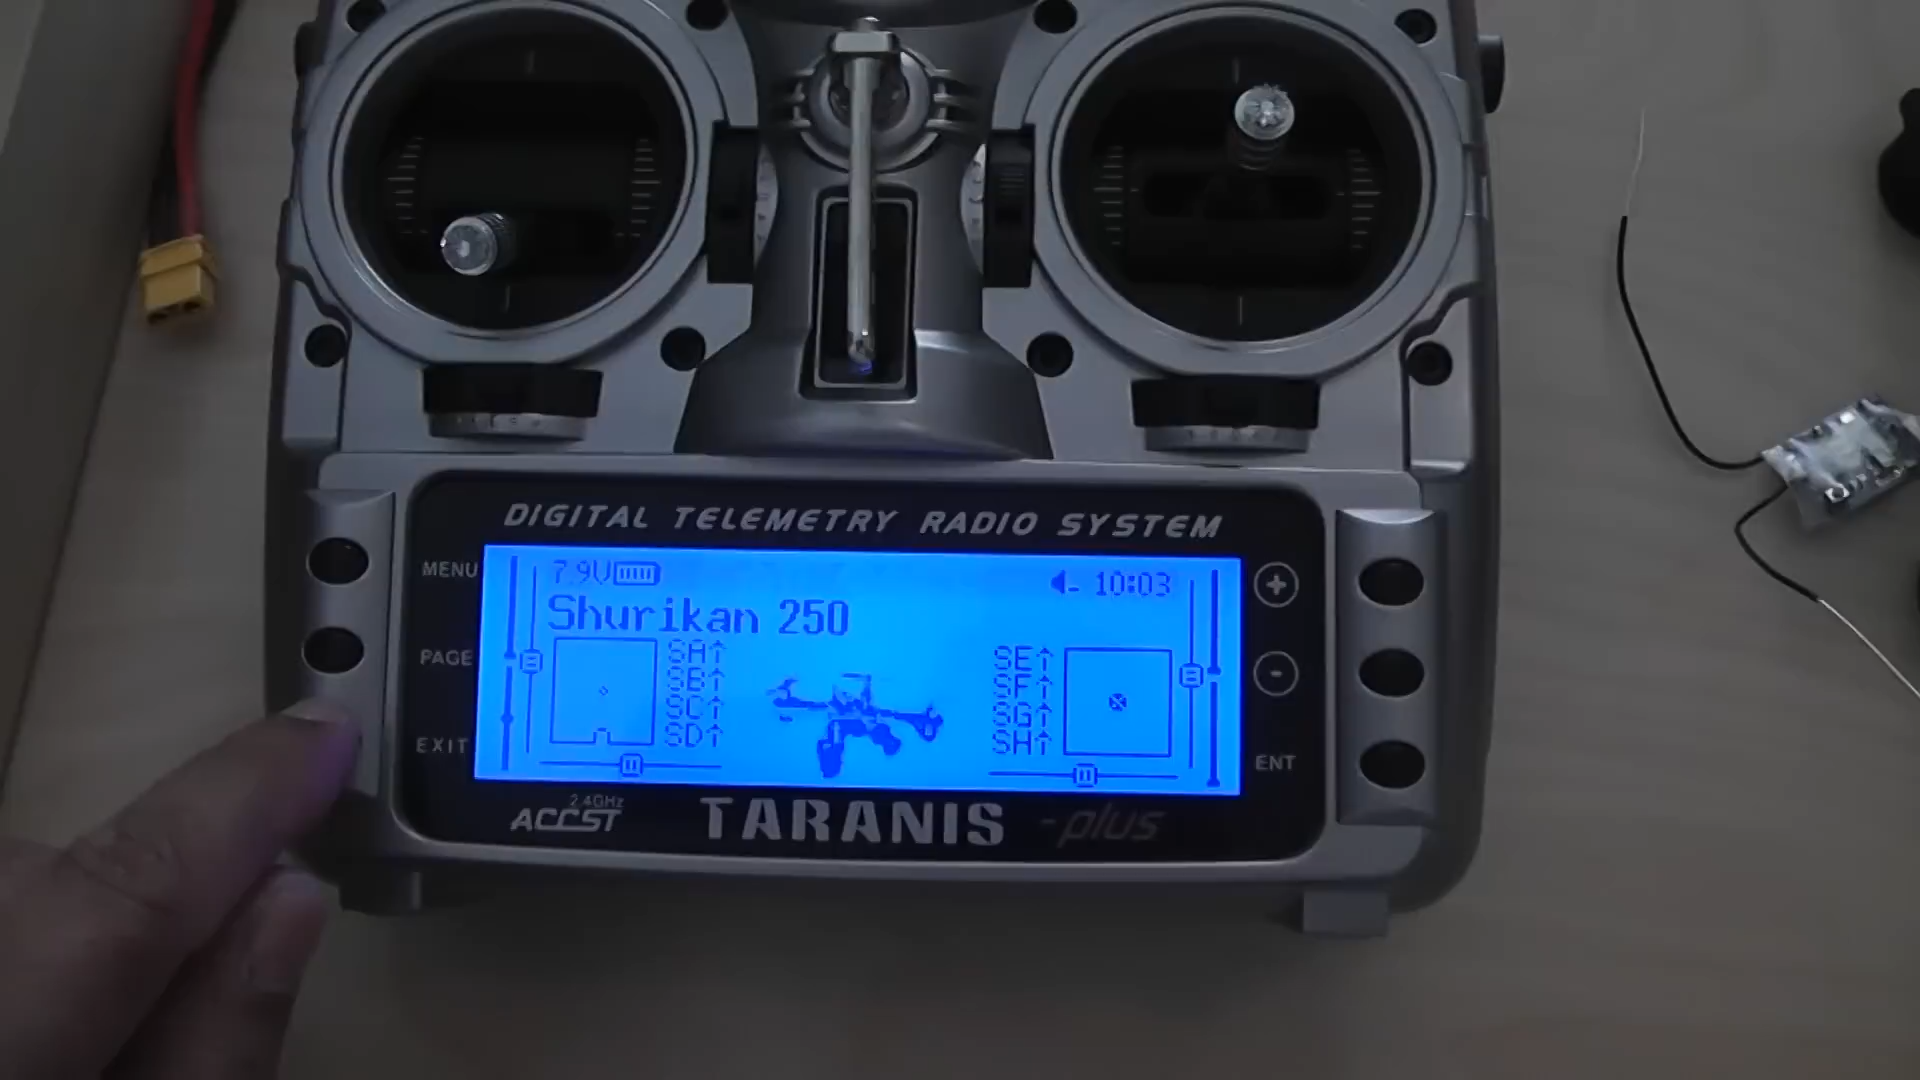 DIGITAL TELEMETRY RADIO SYSTEM
MENU
PAGE
EXIT
7.9V
10:03
Shurikan 250
SA↑
SB↑
SC↑
SD↑
SE↑
SF↑
SG↑
SH↑
+
-
ENT
2.4GHz
ACCST
TARANIS -plus